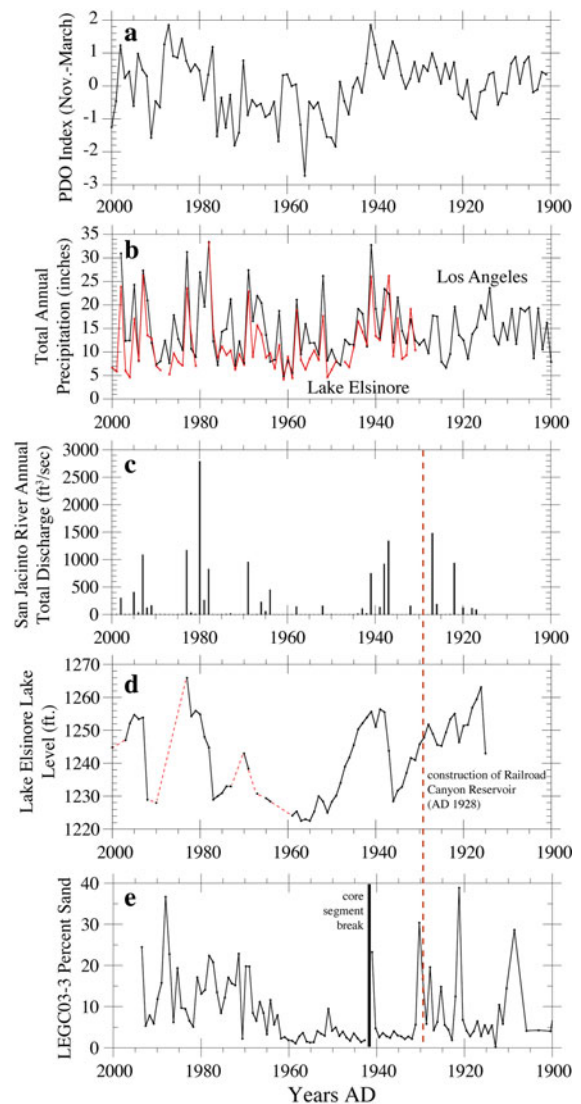 a
PDO Index (Nov.-March)
2
1
0
-1
-2
-3
2000 1980 1960 1940 1920 1900
b
Total Annual
Precipitation (inches)
35
30
25
20
15
10
5
0
Los Angeles
Lake Elsinore
2000 1980 1960 1940 1920 1900
c
San Jacinto River Annual
Total Discharge (ft³/sec)
3000
2500
2000
1500
1000
500
0
2000 1980 1960 1940 1920 1900
d
Lake Elsinore Lake
Level (ft.)
1270
1260
1250
1240
1230
1220
construction of Railroad
Canyon Reservoir
(AD 1928)
2000 1980 1960 1940 1920 1900
e
LEGC03-3 Percent Sand
40
30
20
10
0
core
segment
break
2000 1980 1960 1940 1920 1900
Years AD